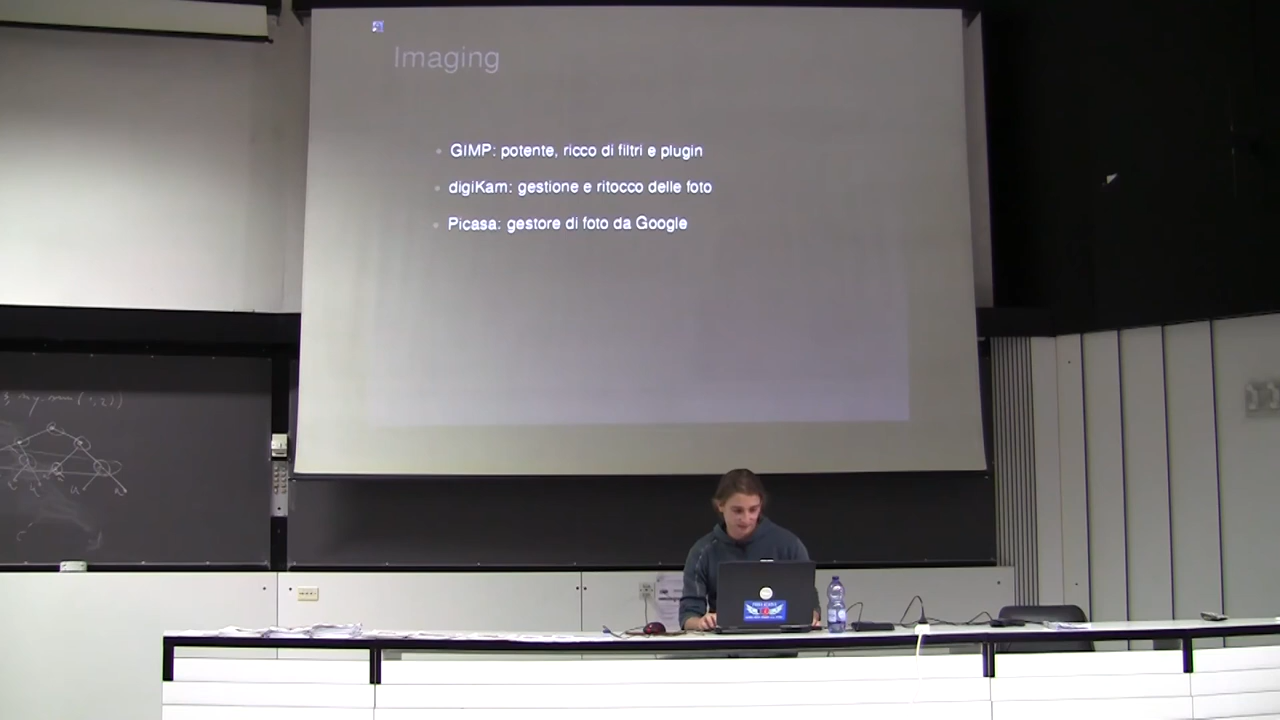 Imaging
GIMP: potente, ricco di filtri e plugin
digiKam: gestione e ritocco delle foto
Picasa: gestore di foto da Google